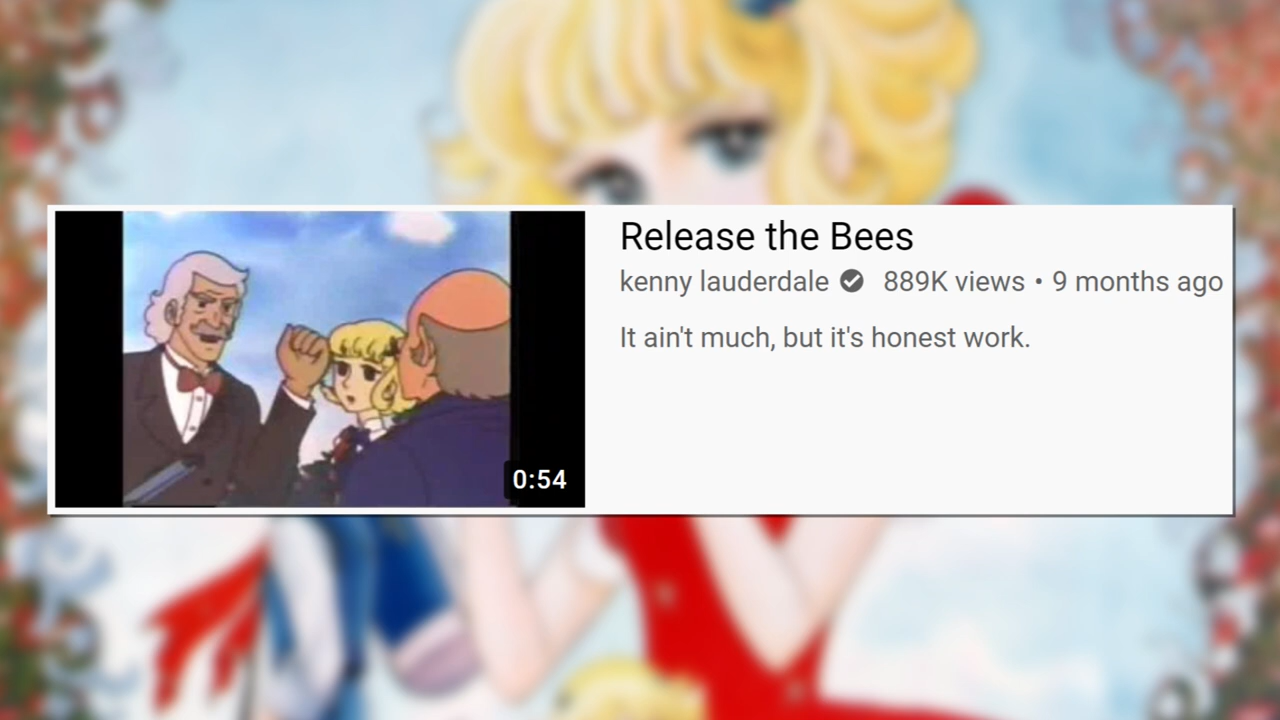 Release the Bees
kenny lauderdale 889K views • 9 months ago
It ain't much, but it's honest work.
0:54